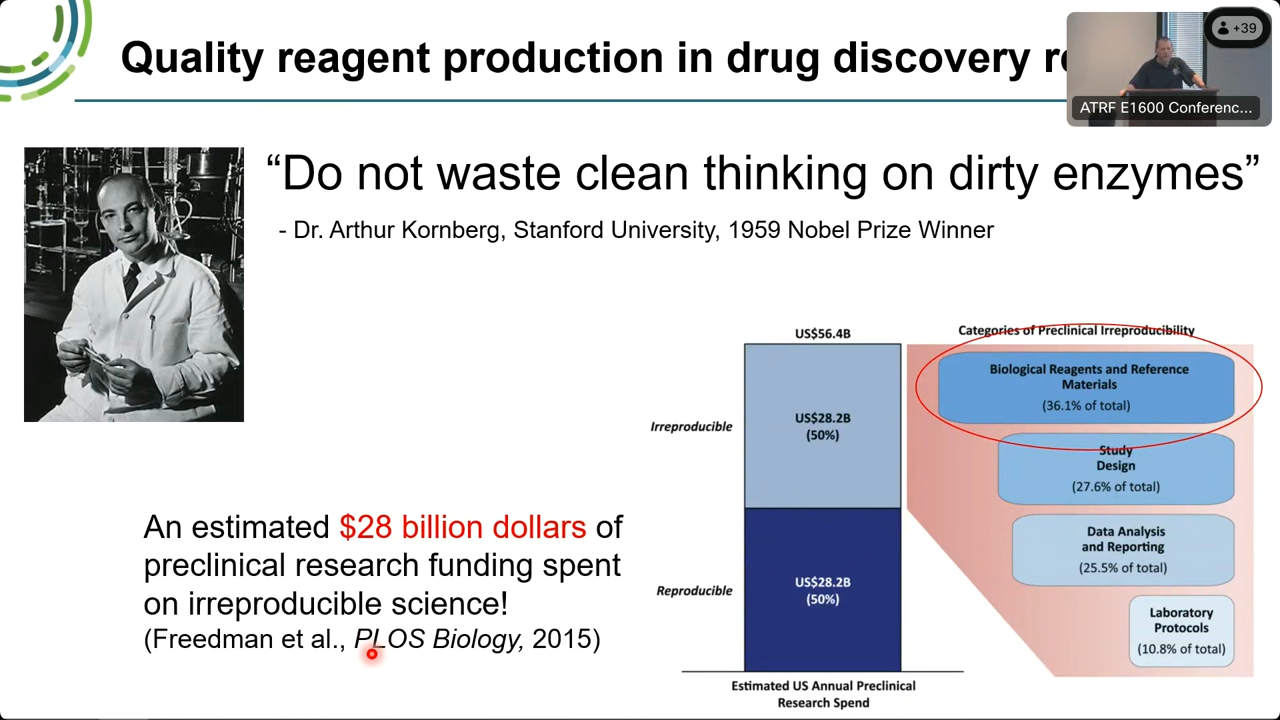 Quality reagent production in drug discovery
+39
ATRF E1600 Conferenc...
“Do not waste clean thinking on dirty enzymes”
- Dr. Arthur Kornberg, Stanford University, 1959 Nobel Prize Winner
An estimated $28 billion dollars of
preclinical research funding spent
on irreproducible science!
(Freedman et al., PLOS Biology, 2015)
US$56.4B
Irreproducible
US$28.2B
(50%)
Reproducible
US$28.2B
(50%)
Estimated US Annual Preclinical
Research Spend
Categories of Preclinical Irreproducibility
Biological Reagents and Reference
Materials
(36.1% of total)
Study
Design
(27.6% of total)
Data Analysis
and Reporting
(25.5% of total)
Laboratory
Protocols
(10.8% of total)